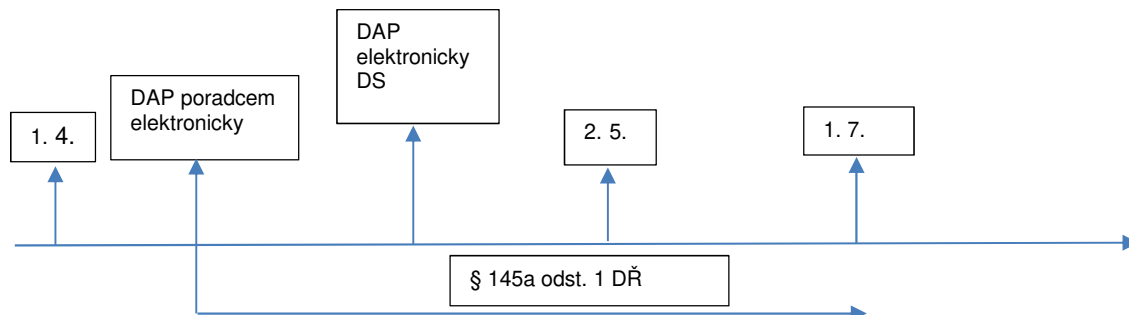 1. 4.
DAP poradcem
elektronicky
DAP
elektronicky
DS
2. 5.
1. 7.
§ 145a odst. 1 DŘ